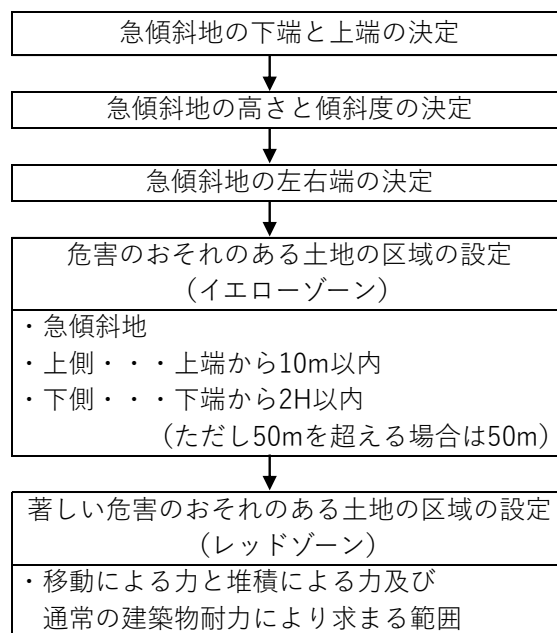 急傾斜地の下端と上端の決定
急傾斜地の高さと傾斜度の決定
急傾斜地の左右端の決定
危害のおそれのある土地の区域の設定
（イエローゾーン）
・急傾斜地
・上側・・・上端から10m以内
・下側・・・下端から2H以内
（ただし50mを超える場合は50m）
著しい危害のおそれのある土地の区域の設定
（レッドゾーン）
・移動による力と堆積による力及び
通常の建築物耐力により求まる範囲